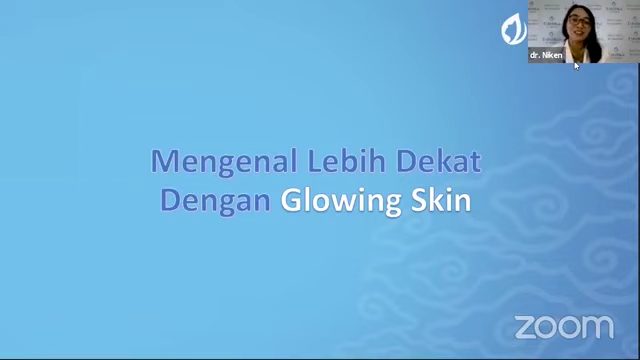 dr. Niken
Mengenal Lebih Dekat
Dengan Glowing Skin
zoom